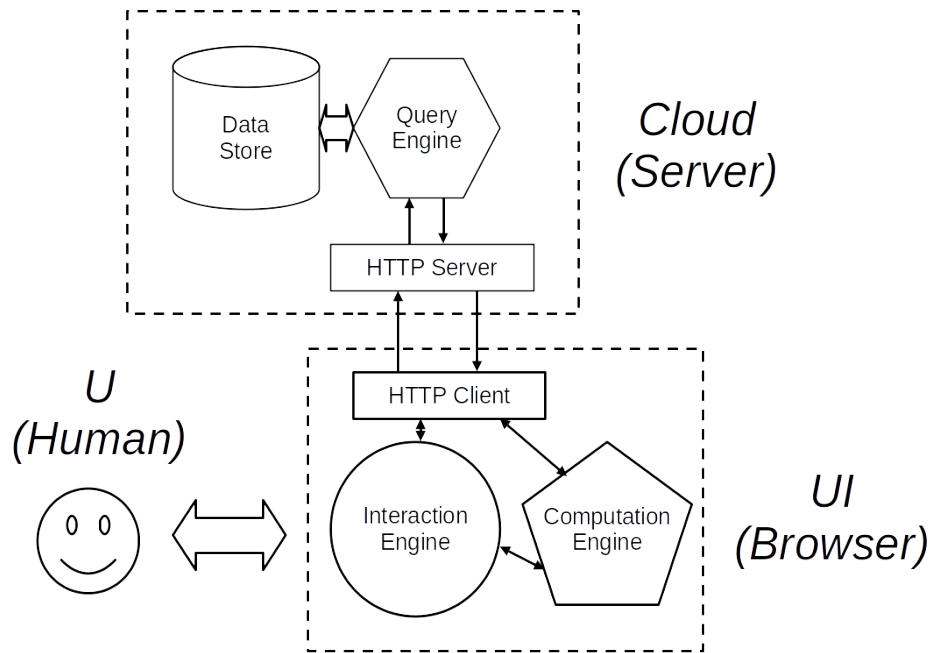 Data
Store
Query
Engine
Cloud
(Server)
HTTP Server
HTTP Client
U
(Human)
Interaction
Engine
Computation
Engine
UI
(Browser)